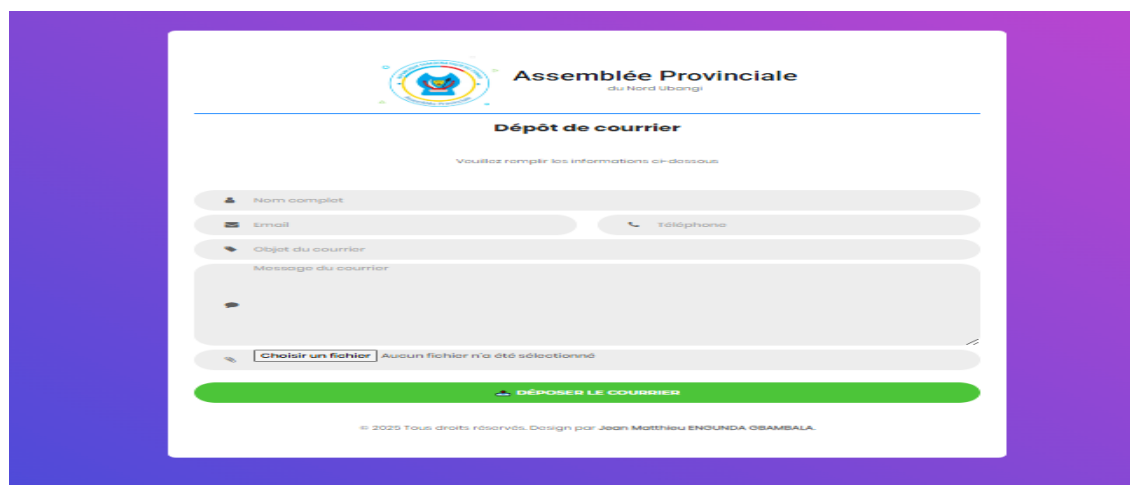 Assemblée Provinciale
du Nord Ubangi
Dépôt de courrier
Veuillez remplir les informations ci-dessous
Nom complet
Email
Téléphone
Objet du courrier
Message du courrier
Choisir un fichier Aucun fichier n'a été sélectionné
DÉPOSER LE COURRIER
© 2025 Tous droits réservés. Design par Jean Matthieu ENGUNDA GBAMBALA.